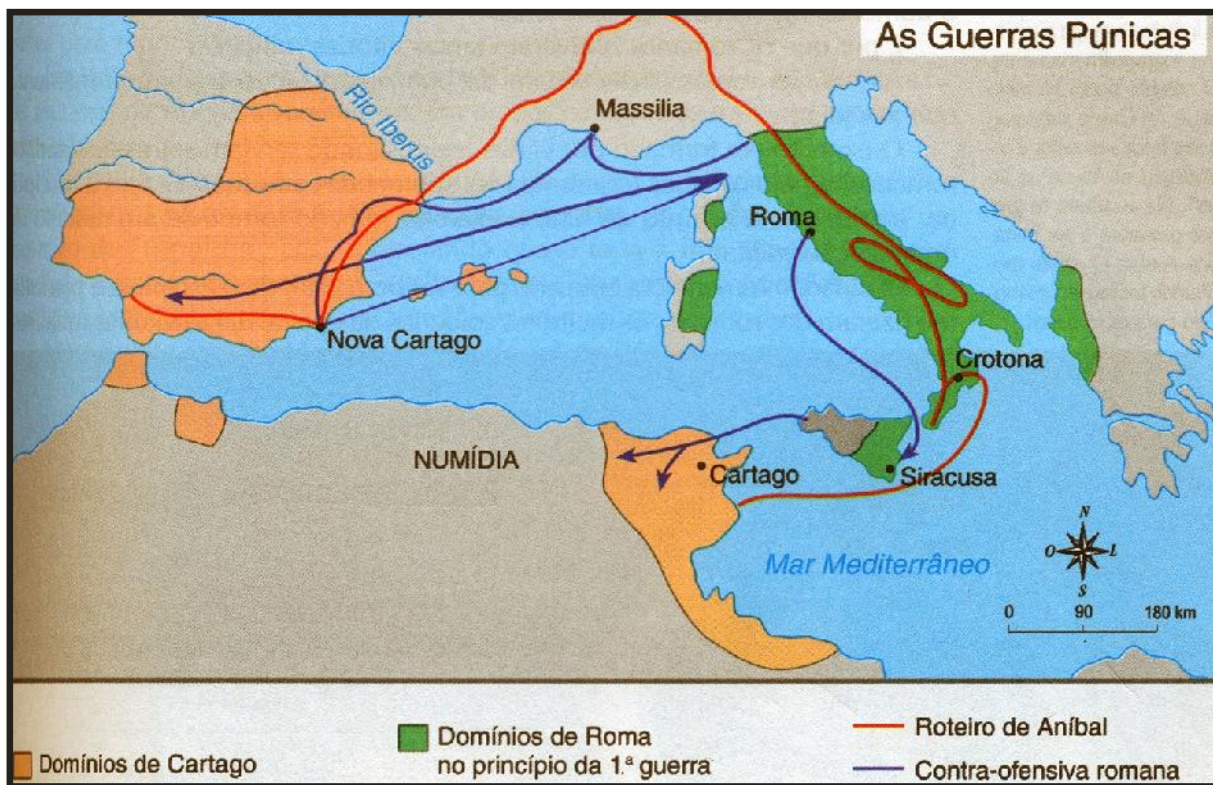 As Guerras Púnicas
Rio Iberus
Massilia
Roma
Nova Cartago
Crotona
NUMÍDIA
Cartago
Siracusa
Mar Mediterrâneo
N
O L
S
0 90 180 km
Domínios de Cartago
Domínios de Roma
no princípio da 1.ª guerra
Roteiro de Aníbal
Contra-ofensiva romana